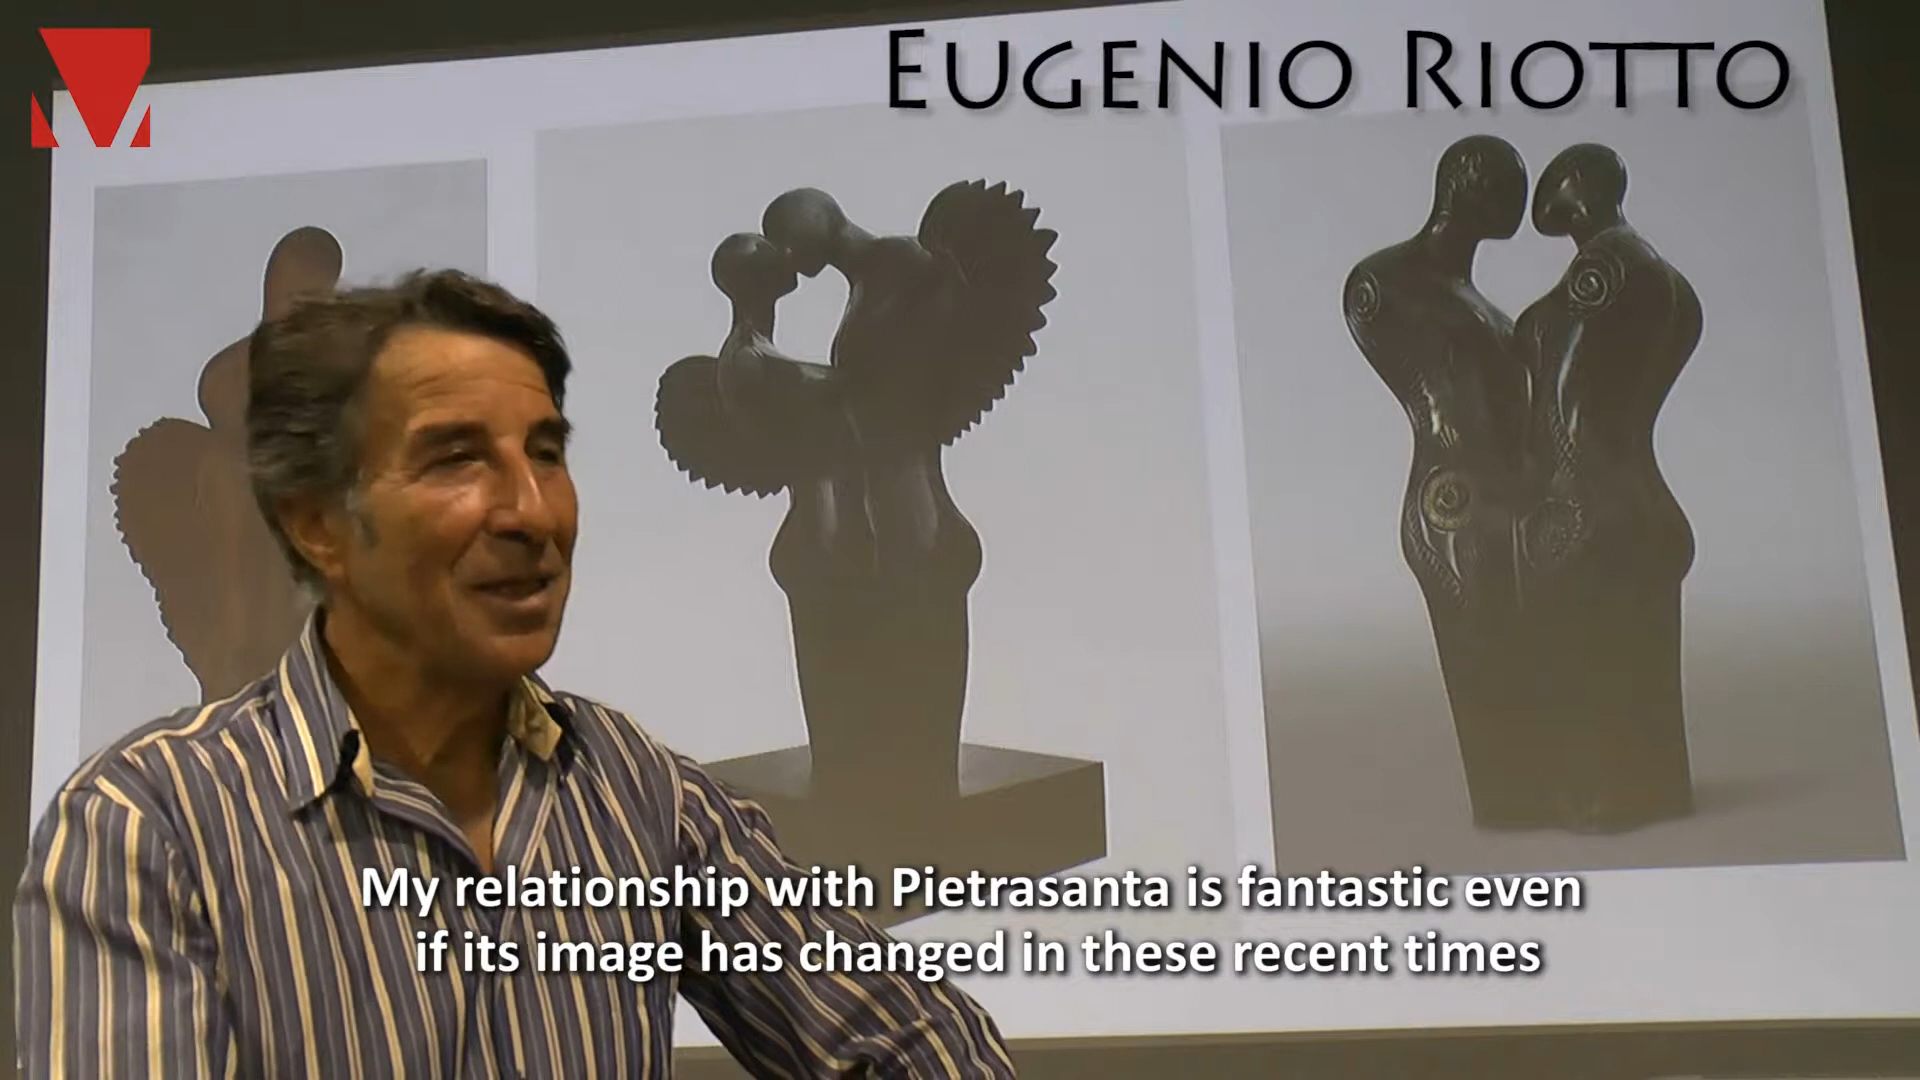 EUGENIO RIOTTO
My relationship with Pietrasanta is fantastic even
if its image has changed in these recent times